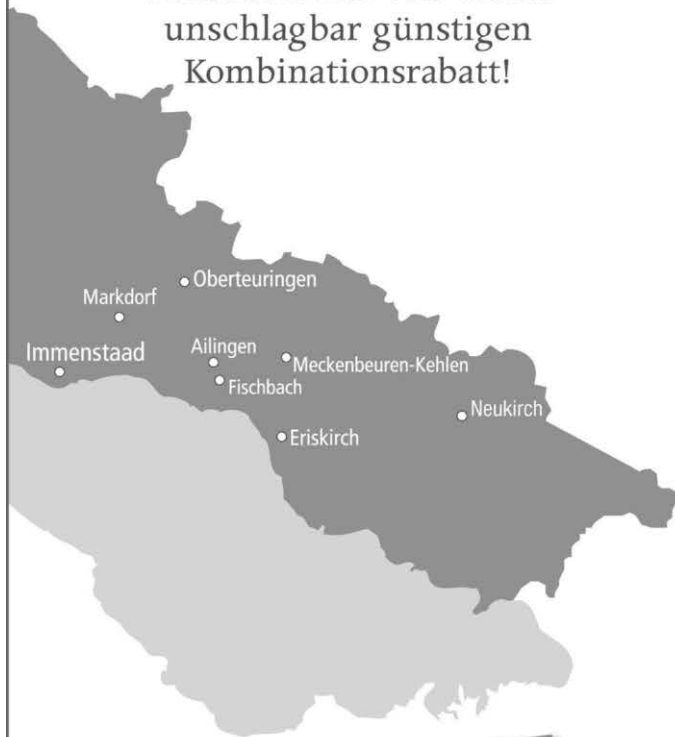 unschlagbar günstigen
Kombinationsrabatt!
Oberteuringen
Markdorf
Immenstaad
Ailingen
Meckenbeuren-Kehlen
Fischbach
Neukirch
Eriskirch